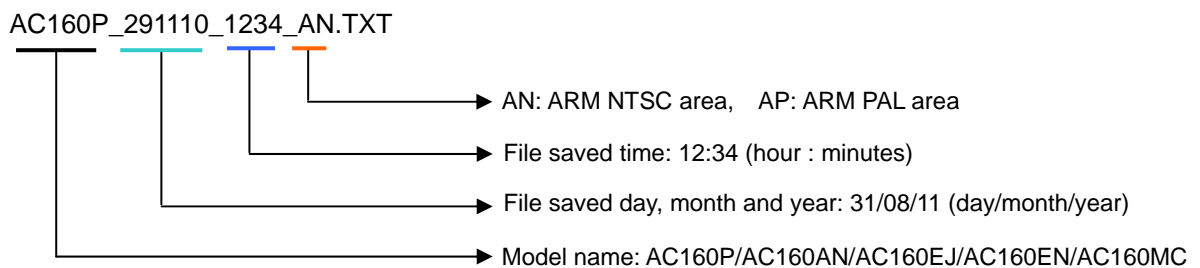 AC160P_291110_1234_AN.TXT
AN: ARM NTSC area, AP: ARM PAL area
File saved time: 12:34 (hour : minutes)
File saved day, month and year: 31/08/11 (day/month/year)
Model name: AC160P/AC160AN/AC160EJ/AC160EN/AC160MC